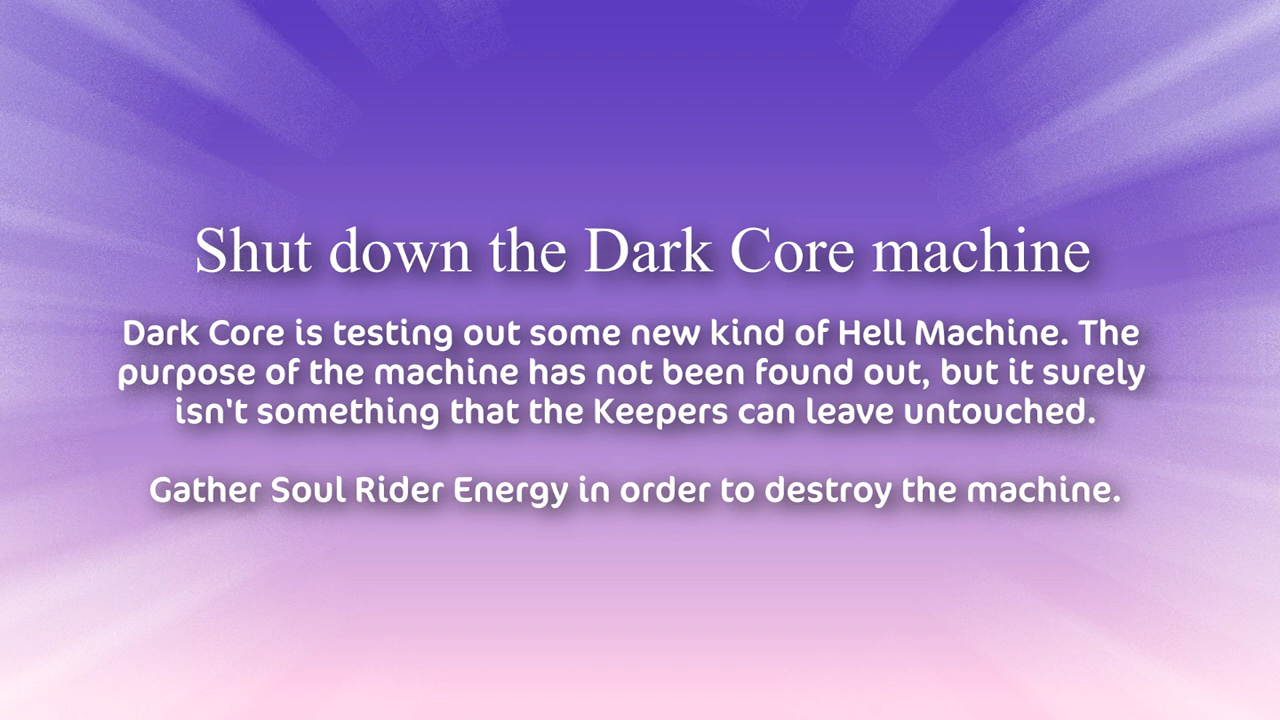 Shut down the Dark Core machine
Dark Core is testing out some new kind of Hell Machine. The
purpose of the machine has not been found out, but it surely
isn't something that the Keepers can leave untouched.
Gather Soul Rider Energy in order to destroy the machine.